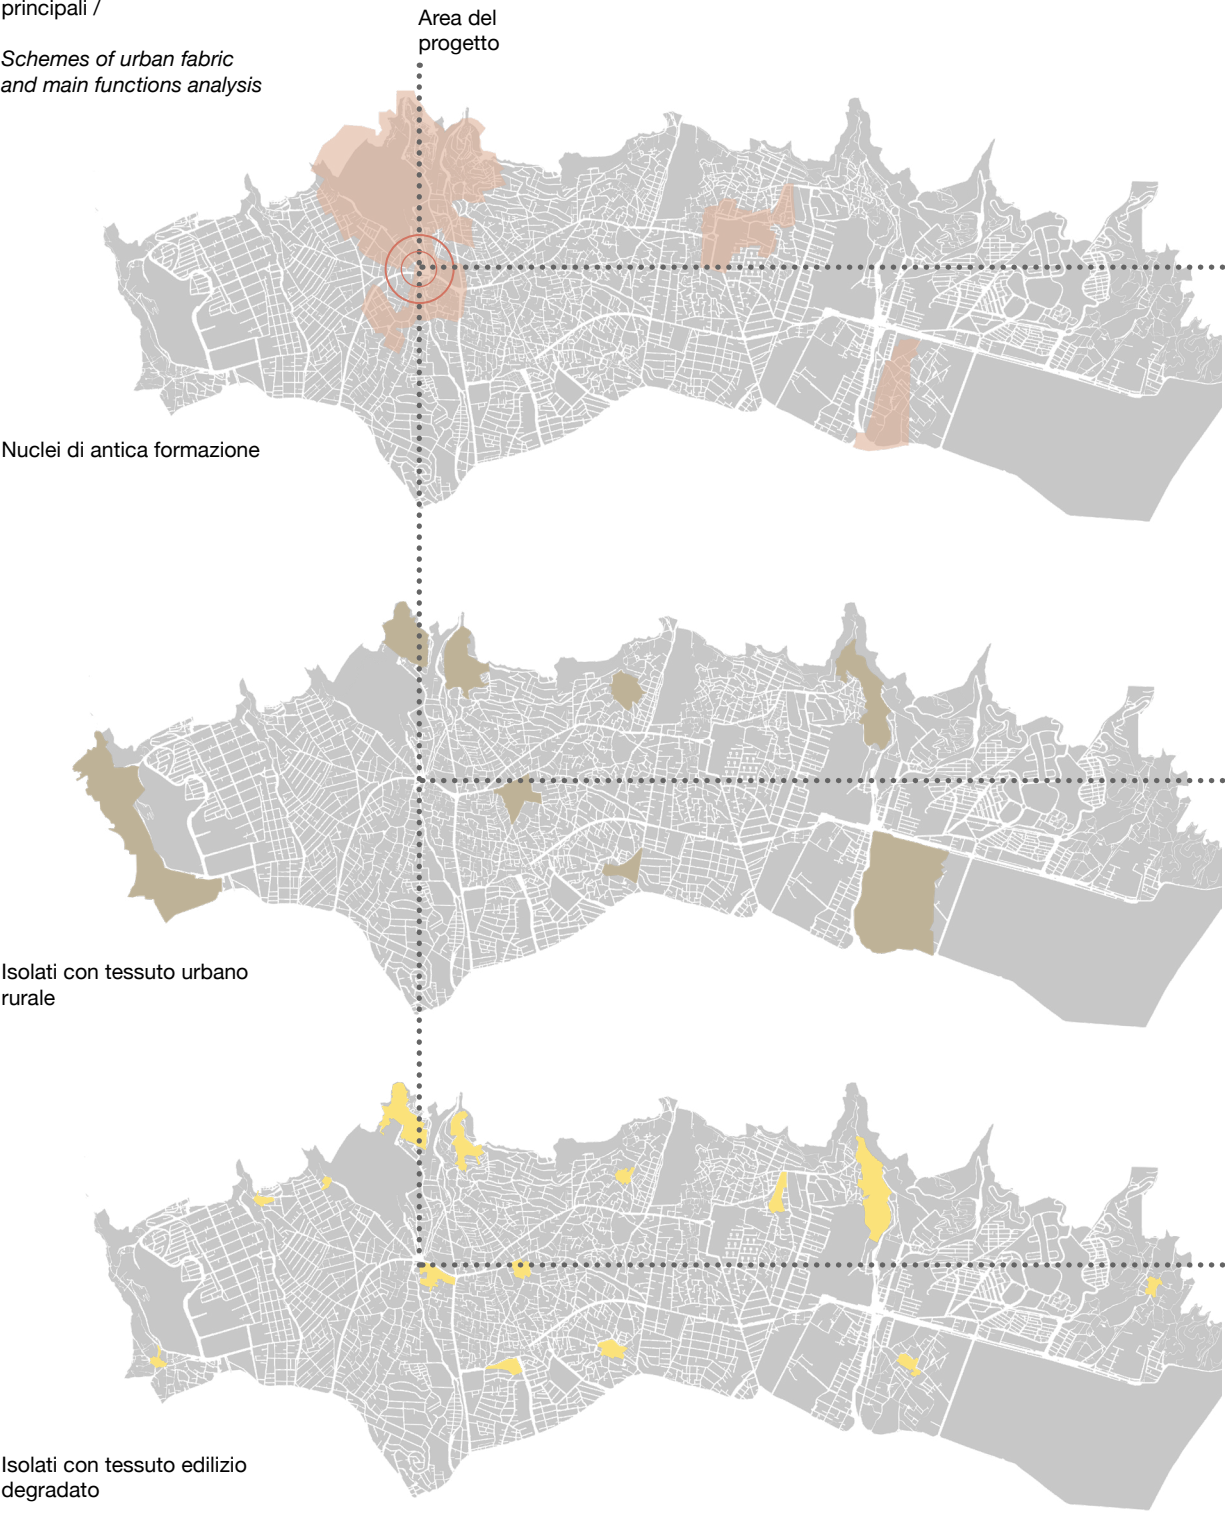 principali /
Schemes of urban fabric
and main functions analysis
Area del
progetto
Nuclei di antica formazione
Isolati con tessuto urbano
rurale
Isolati con tessuto edilizio
degradato